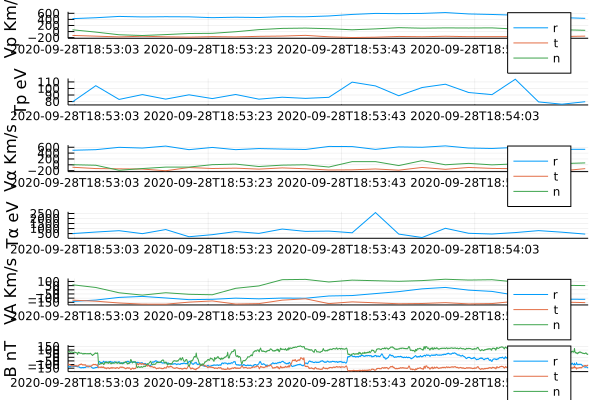 Vp Km/s
600
400
200
0
−200
2020-09-28T18:53:03 2020-09-28T18:53:23 2020-09-28T18:53:43 2020-09-28T18:5
r
t
n
Tp eV
110
100
90
80
2020-09-28T18:53:03 2020-09-28T18:53:23 2020-09-28T18:53:43 2020-09-28T18:54:03
Vα Km/s
600
400
200
0
−200
2020-09-28T18:53:03 2020-09-28T18:53:23 2020-09-28T18:53:43 2020-09-28T18:5
r
t
n
Tα eV
2500
2000
1500
1000
500
2020-09-28T18:53:03 2020-09-28T18:53:23 2020-09-28T18:53:43 2020-09-28T18:54:03
VA Km/s
150
2020-09-28T18:53:03 2020-09-28T18:53:23 2020-09-28T18:53:43 2020-09-28T18:5
r
t
n
B nT
150
2020-09-28T18:53:03 2020-09-28T18:53:23 2020-09-28T18:53:43 2020-09-28T18:5
r
t
n